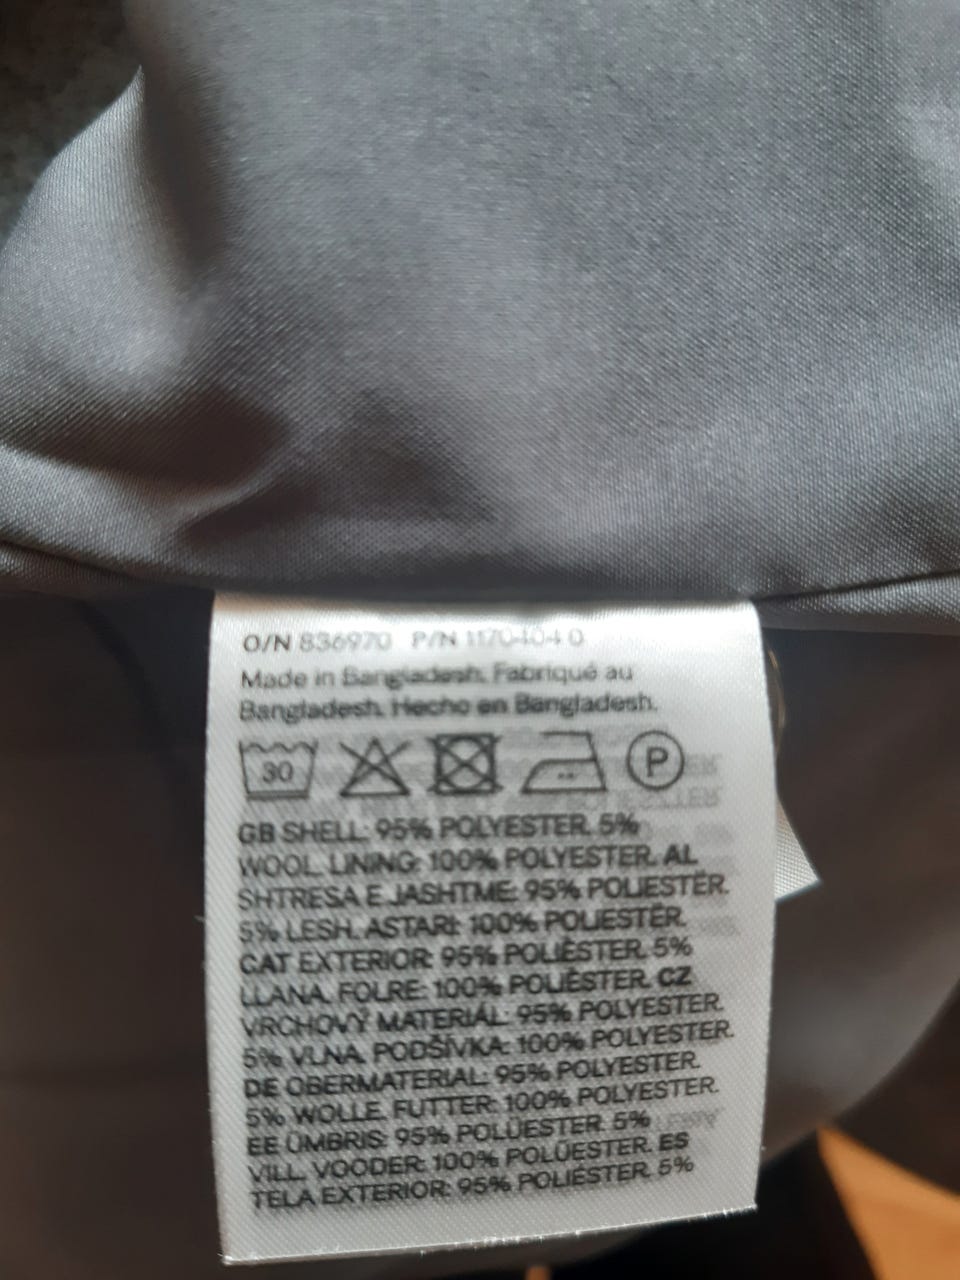 O/N 836970 P/N 1170404 0
Made in Bangladesh. Fabriqué au
Bangladesh. Hecho en Bangladesh.
30 P
GB SHELL: 95% POLYESTER. 5%
WOOL. LINING: 100% POLYESTER. AL
SHTRESA E JASHTME: 95% POLIESTËR.
5% LESH. ASTARI: 100% POLIESTËR.
CAT EXTERIOR: 95% POLIÈSTER. 5%
LLANA. FOLRE: 100% POLIÈSTER. CZ
VRCHOVÝ MATERIÁL: 95% POLYESTER.
5% VLNA. PODŠÍVKA: 100% POLYESTER.
DE OBERMATERIAL: 95% POLYESTER.
5% WOLLE. FUTTER: 100% POLYESTER.
EE ÜMBRIS: 95% POLÜESTER. 5%
VILL. VOODER: 100% POLÜESTER. ES
TELA EXTERIOR: 95% POLIÉSTER. 5%